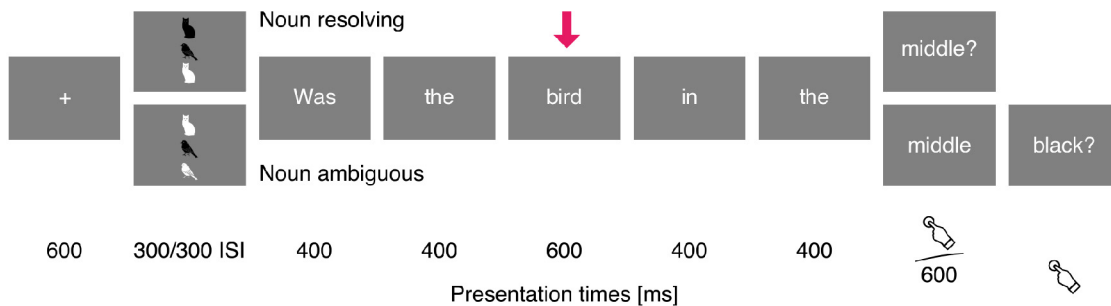 Noun resolving
+
Was
the
bird
in
the
middle?
middle
black?
Noun ambiguous
600
300/300 ISI
400
400
600
400
400
600
Presentation times [ms]